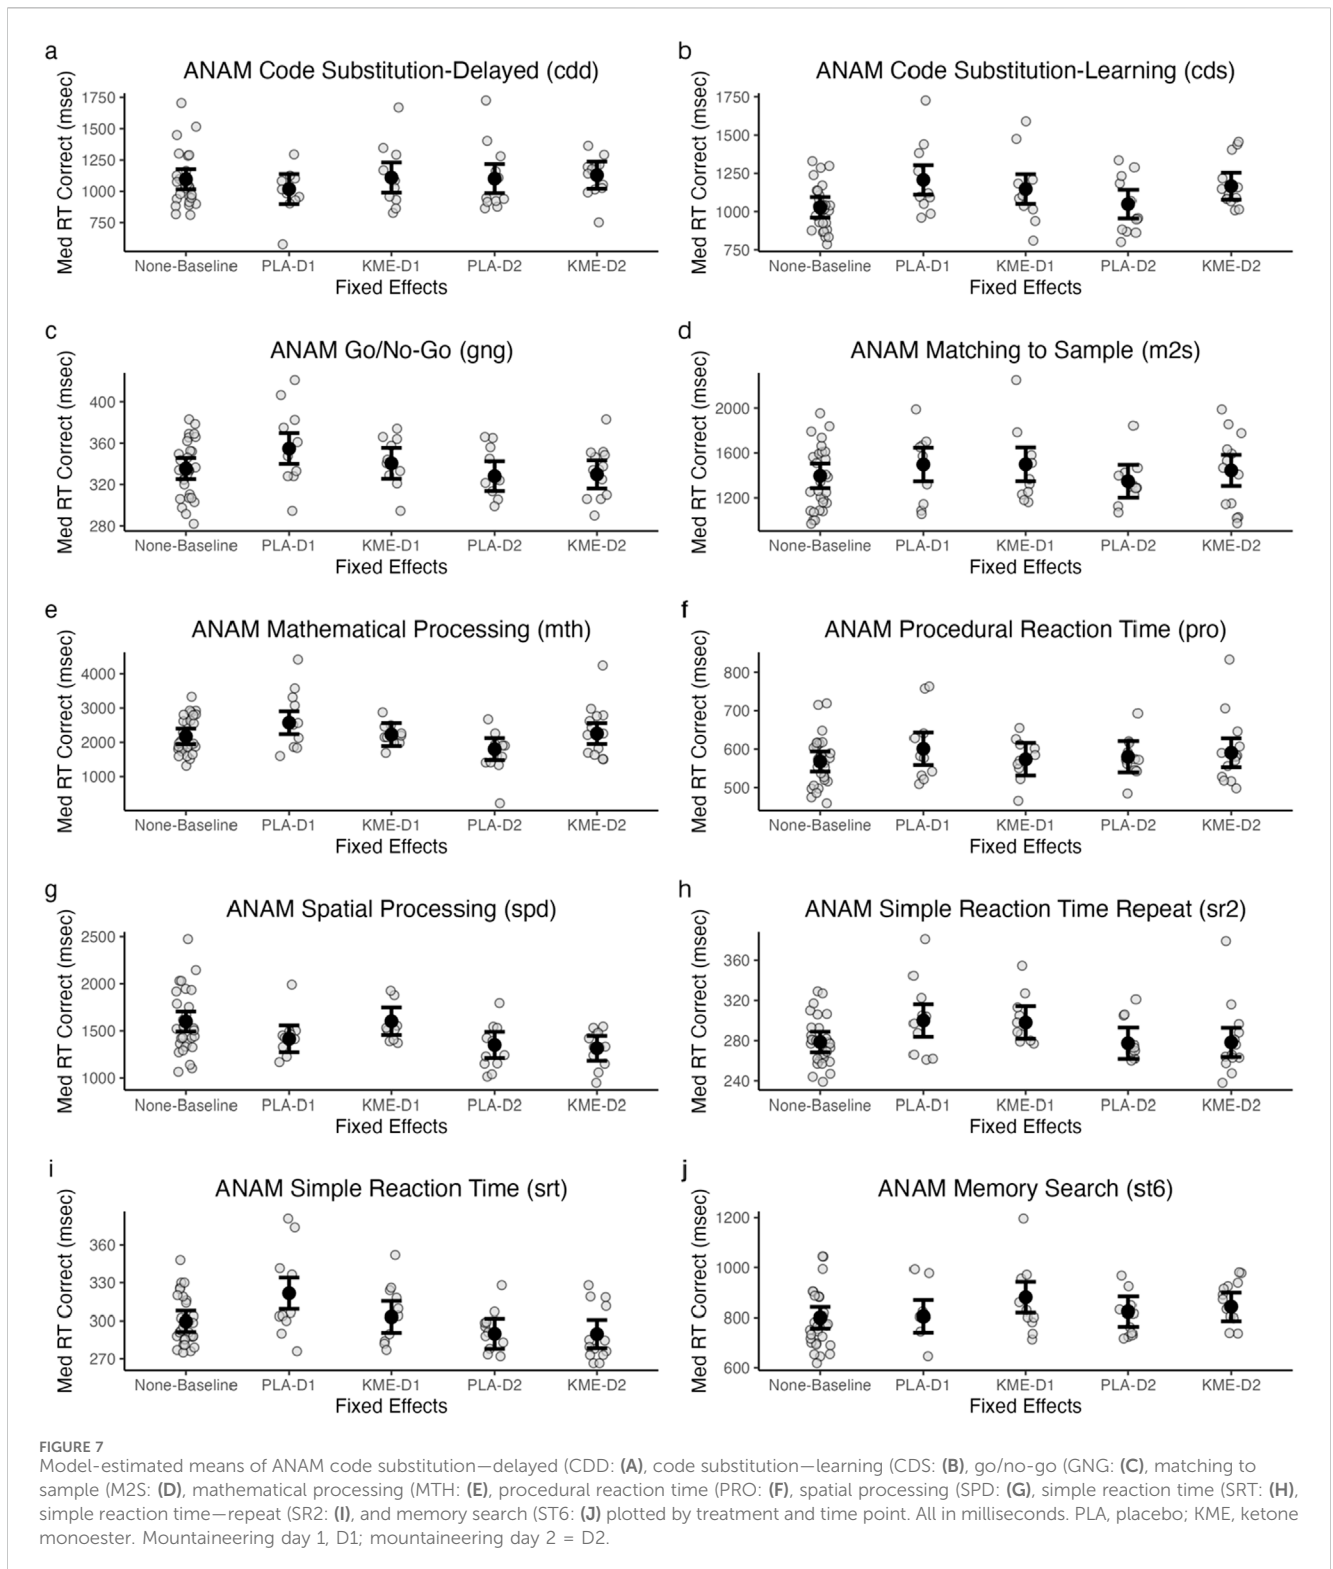 a
ANAM Code Substitution-Delayed (cdd)
Med RT Correct (msec)
1750
1500
1250
1000
750
None-Baseline PLA-D1 KME-D1 PLA-D2 KME-D2
Fixed Effects
b
ANAM Code Substitution-Learning (cds)
Med RT Correct (msec)
1750
1500
1250
1000
750
None-Baseline PLA-D1 KME-D1 PLA-D2 KME-D2
Fixed Effects
c
ANAM Go/No-Go (gng)
Med RT Correct (msec)
400
360
320
280
None-Baseline PLA-D1 KME-D1 PLA-D2 KME-D2
Fixed Effects
d
ANAM Matching to Sample (m2s)
Med RT Correct (msec)
2000
1600
1200
None-Baseline PLA-D1 KME-D1 PLA-D2 KME-D2
Fixed Effects
e
ANAM Mathematical Processing (mth)
Med RT Correct (msec)
4000
3000
2000
1000
None-Baseline PLA-D1 KME-D1 PLA-D2 KME-D2
Fixed Effects
f
ANAM Procedural Reaction Time (pro)
Med RT Correct (msec)
800
700
600
500
None-Baseline PLA-D1 KME-D1 PLA-D2 KME-D2
Fixed Effects
g
ANAM Spatial Processing (spd)
Med RT Correct (msec)
2500
2000
1500
1000
None-Baseline PLA-D1 KME-D1 PLA-D2 KME-D2
Fixed Effects
h
ANAM Simple Reaction Time Repeat (sr2)
Med RT Correct (msec)
360
320
280
240
None-Baseline PLA-D1 KME-D1 PLA-D2 KME-D2
Fixed Effects
i
ANAM Simple Reaction Time (srt)
Med RT Correct (msec)
360
330
300
270
None-Baseline PLA-D1 KME-D1 PLA-D2 KME-D2
Fixed Effects
j
ANAM Memory Search (st6)
Med RT Correct (msec)
1200
1000
800
600
None-Baseline PLA-D1 KME-D1 PLA-D2 KME-D2
Fixed Effects
FIGURE 7
Model-estimated means of ANAM code substitution—delayed (CDD: (A), code substitution—learning (CDS: (B), go/no-go (GNG: (C), matching to
sample (M2S: (D), mathematical processing (MTH: (E), procedural reaction time (PRO: (F), spatial processing (SPD: (G), simple reaction time (SRT: (H),
simple reaction time—repeat (SR2: (I), and memory search (ST6: (J) plotted by treatment and time point. All in milliseconds. PLA, placebo; KME, ketone
monoester. Mountaineering day 1, D1; mountaineering day 2 = D2.